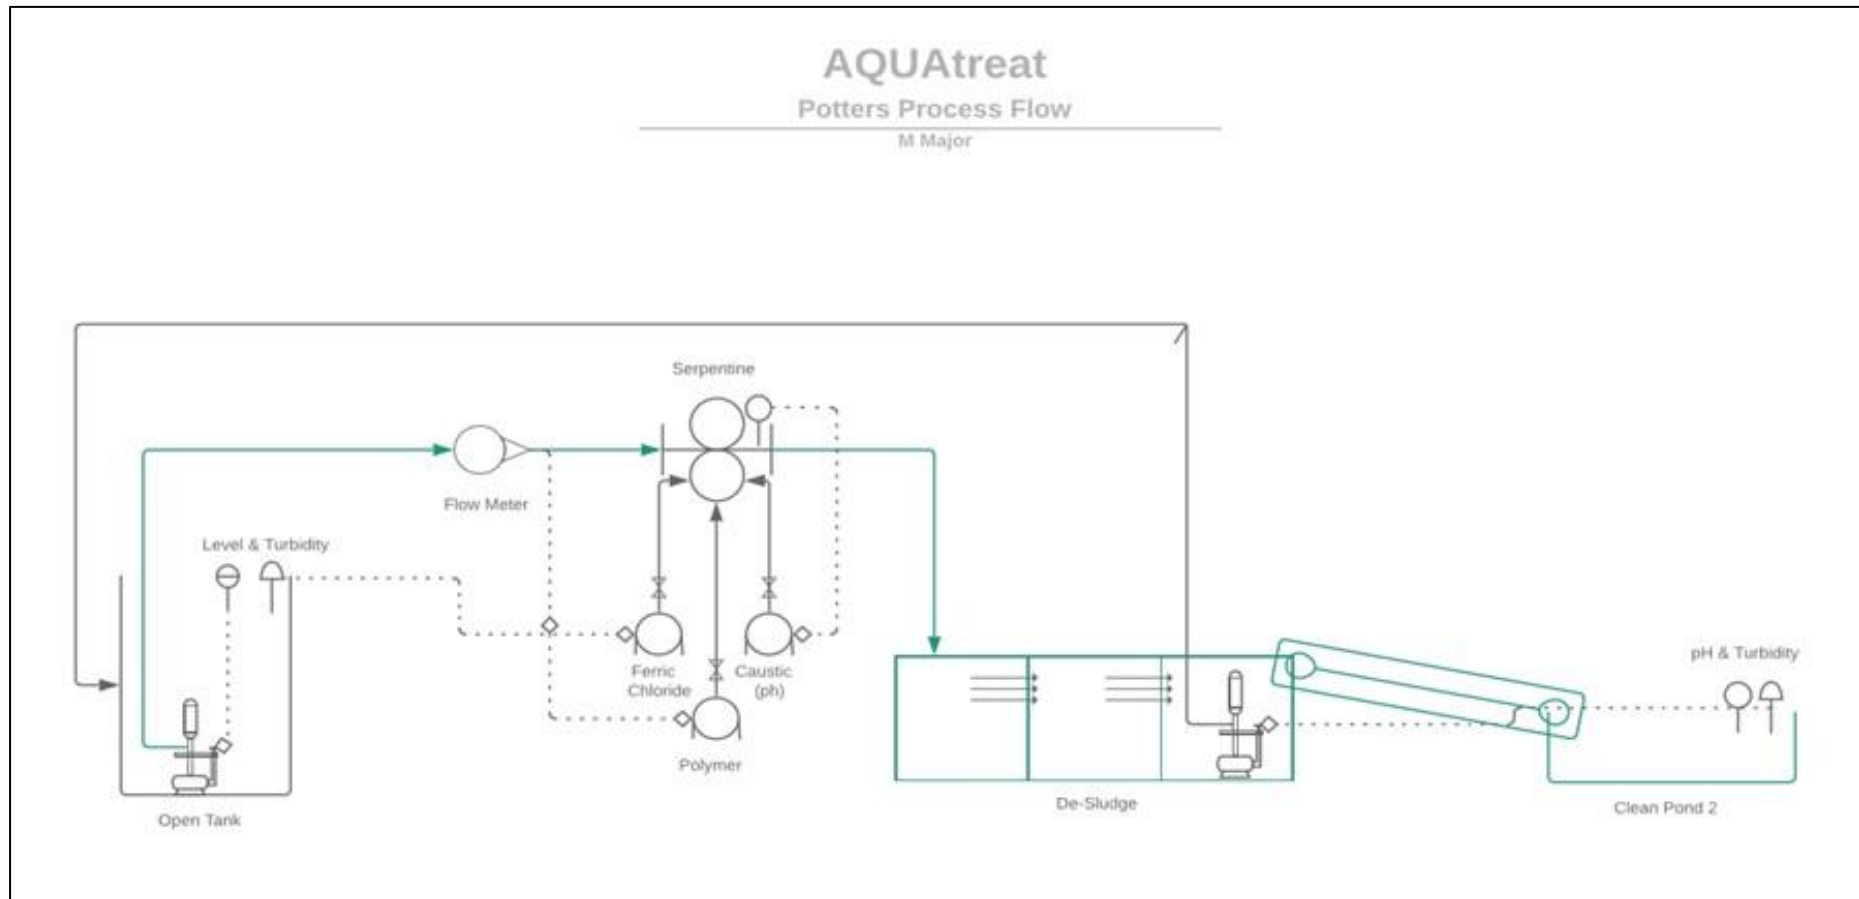 AQUAtreat
Potters Process Flow
M Major
Serpentine
Flow Meter
Level & Turbidity
Ferric
Chloride
Caustic
(ph)
pH & Turbidity
Polymer
De-Sludge
Clean Pond 2
Open Tank